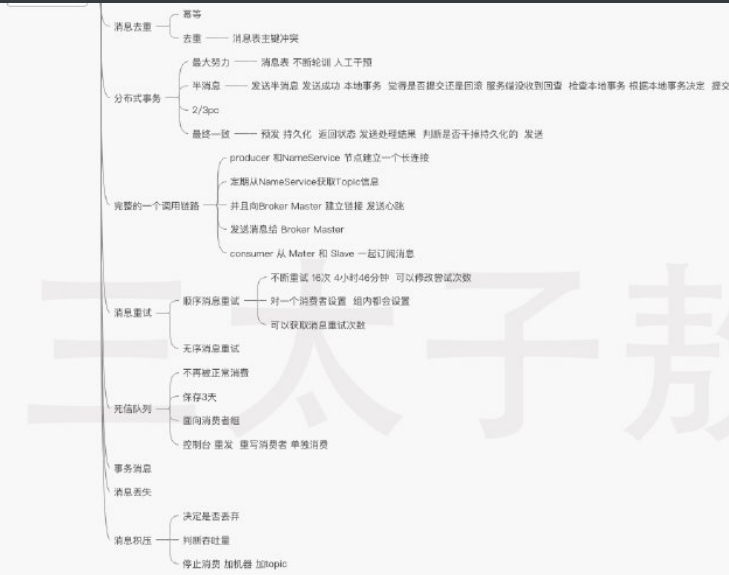 幂等
消息去重
去重 消息表主键冲突
最大努力 消息表 不断轮训 人工干预
半消息 发送半消息 发送成功 本地事务 觉得是否提交还是回滚 服务端没收到回查 检查本地事务 根据本地事务决定 提交
分布式事务
2/3pc
最终一致 预发 持久化 返回状态 发送处理结果 判断是否干掉持久化的 发送
producer 和NameService 节点建立一个长连接
定期从NameService获取Topic信息
完整的一个调用链路 并且向Broker Master 建立链接 发送心跳
发送消息给 Broker Master
consumer 从 Mater 和 Slave 一起订阅消息
不断重试 16次 4小时46分钟 可以修改尝试次数
顺序消息重试 对一个消费者设置 组内都会设置
消息重试
可以获取消息重试次数
无序消息重试
不再被正常消费
保存3天
死信队列
面向消费者组
控制台 重发 重写消费者 单独消费
事务消息
消息丢失
决定是否丢弃
消息积压 判断吞吐量
停止消费 加机器 加topic
三太子敖